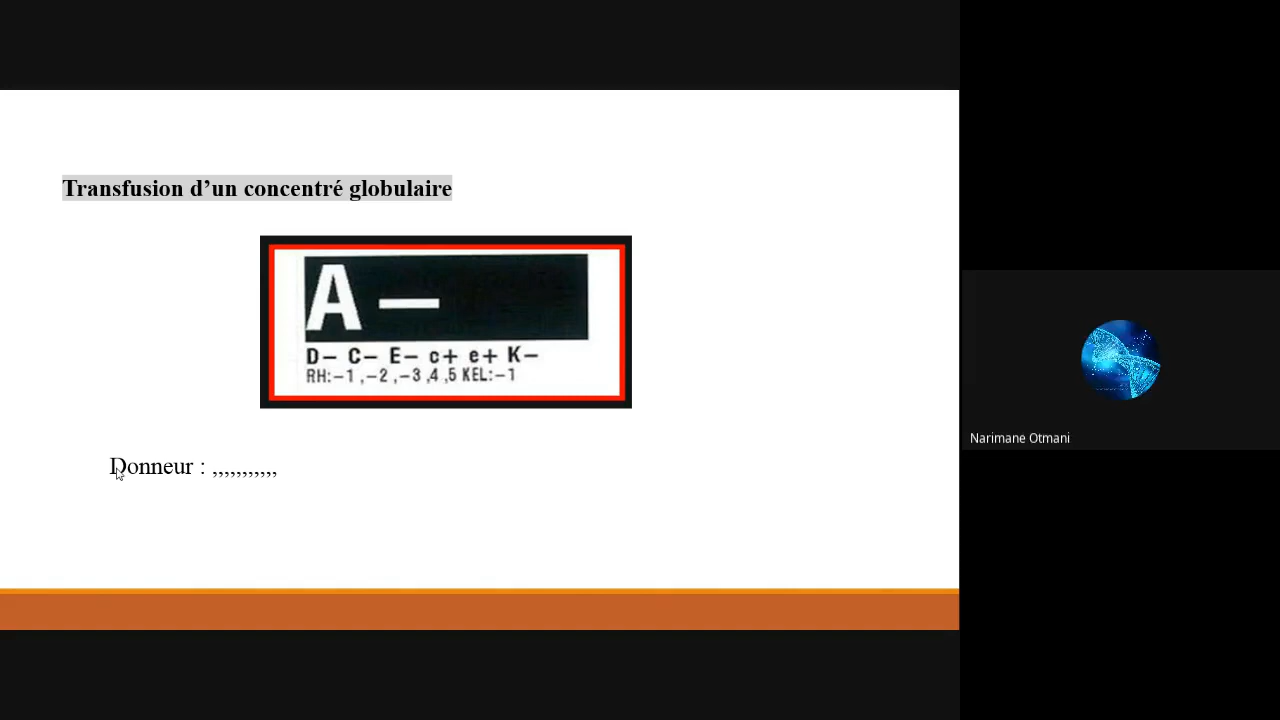 Transfusion d’un concentré globulaire
A –
D– C– E– c+ e+ K–
RH:–1 ,–2 ,–3 ,4 ,5 KEL:–1
Donneur : ,,,,,,,,,,,
Narimane Otmani